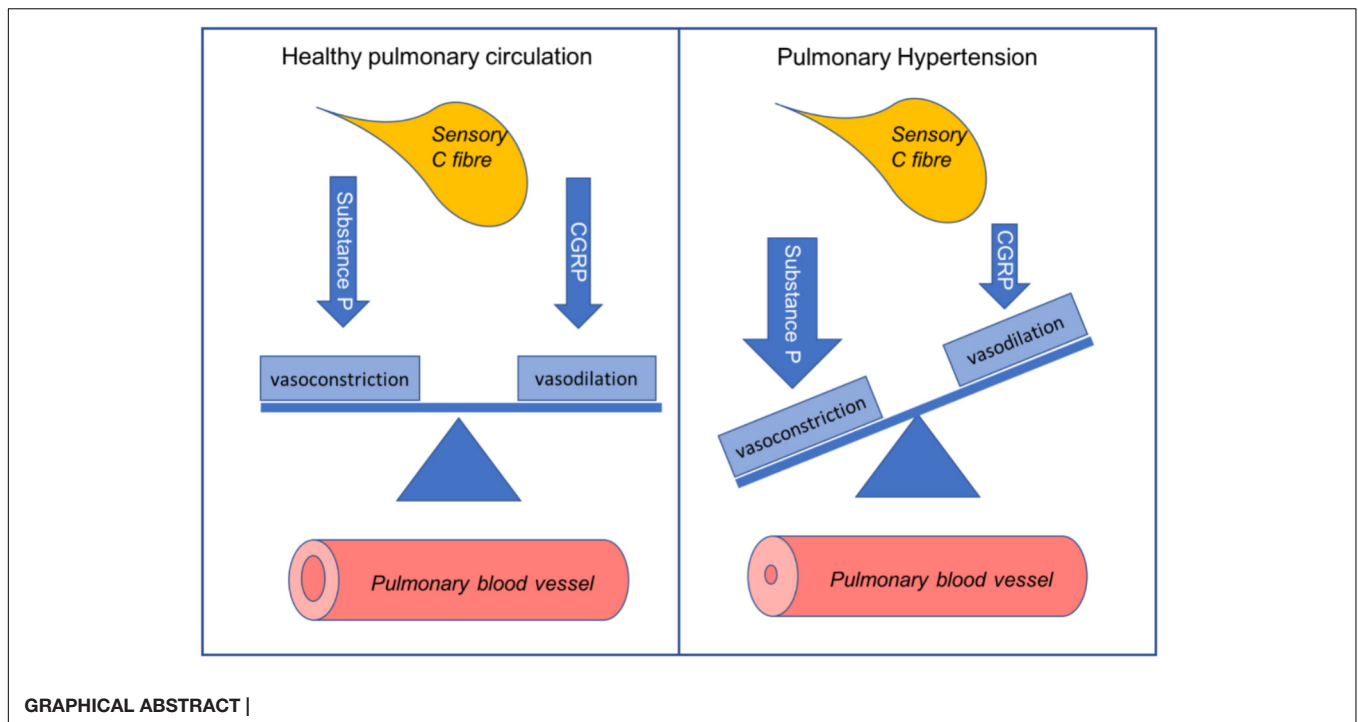 Healthy pulmonary circulation
Sensory
C fibre
Substance P
CGRP
vasoconstriction
vasodilation
Pulmonary blood vessel
Pulmonary Hypertension
Sensory
C fibre
Substance P
CGRP
vasoconstriction
vasodilation
Pulmonary blood vessel
GRAPHICAL ABSTRACT |